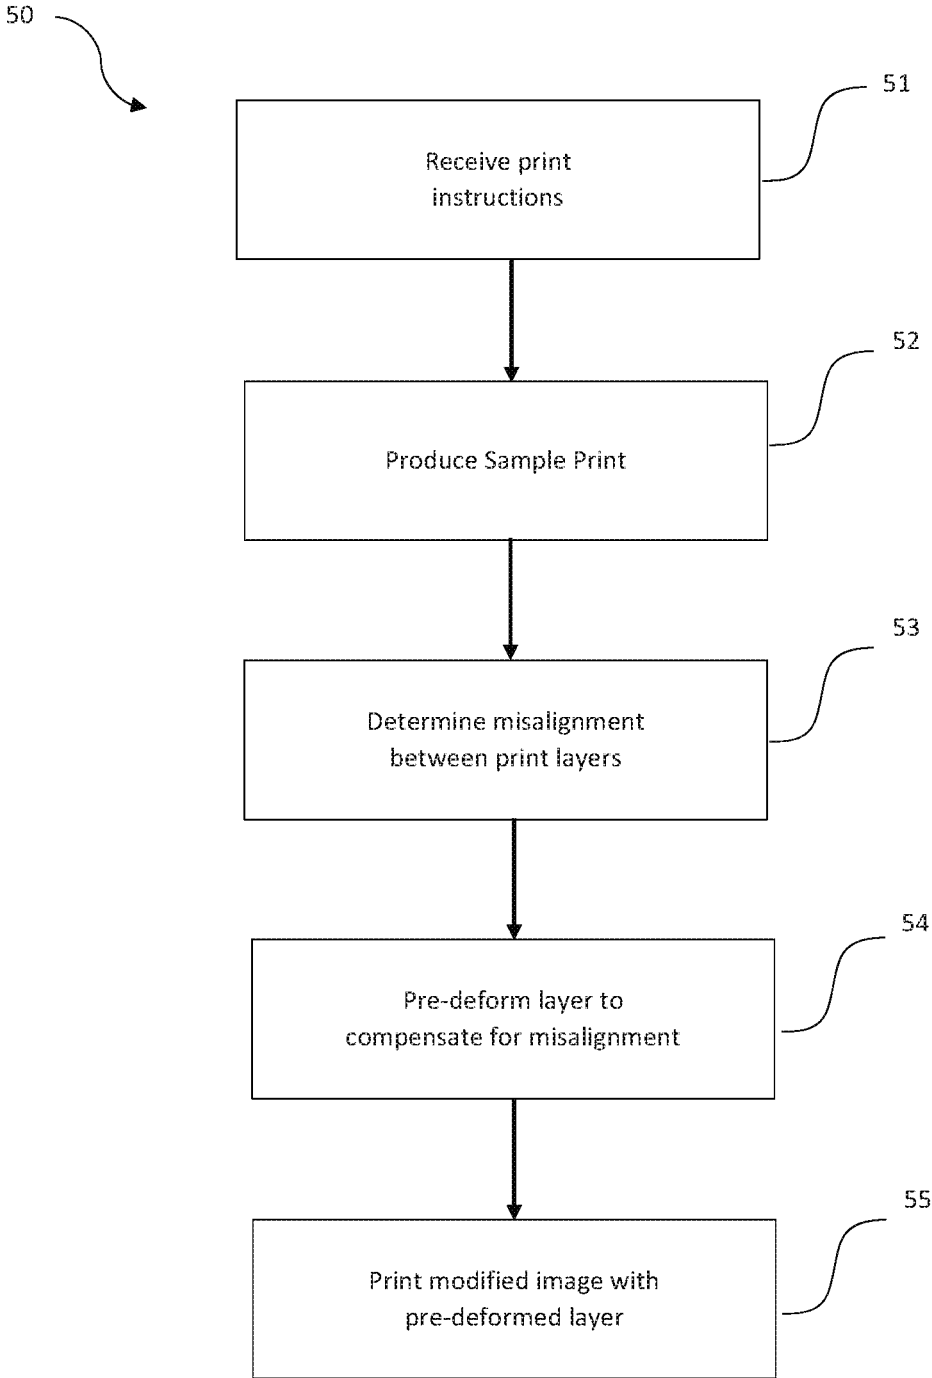 50
51
Receive print
instructions
52
Produce Sample Print
53
Determine misalignment
between print layers
54
Pre-deform layer to
compensate for misalignment
55
Print modified image with
pre-deformed layer